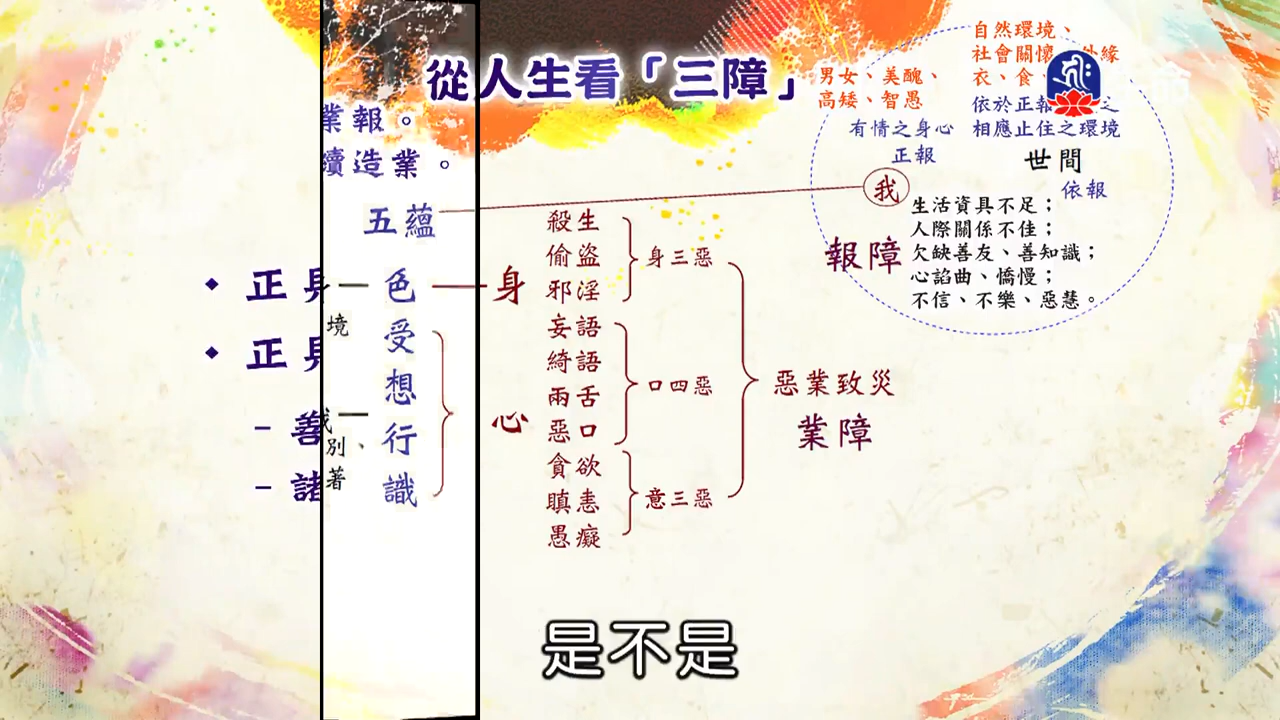 從人生看「三障」
業報。
續造業。
五蘊
正
正
善
諸
境
別、
著
色
受
想
行
識
身
心
殺生
偷盜
邪淫
妄語
綺語
兩舌
惡口
貪欲
瞋恚
愚癡
身三惡
口四惡
意三惡
惡業致災
業障
男女、美醜、
高矮、智愚
有情之身心
正報
自然環境、
社會關懷 外緣
衣、食
依於正報 之
相應止住之環境
世間
依報
我
報障
生活資具不足；
人際關係不佳；
欠缺善友、善知識；
心諂曲、憍慢；
不信、不樂、惡慧。
是不是